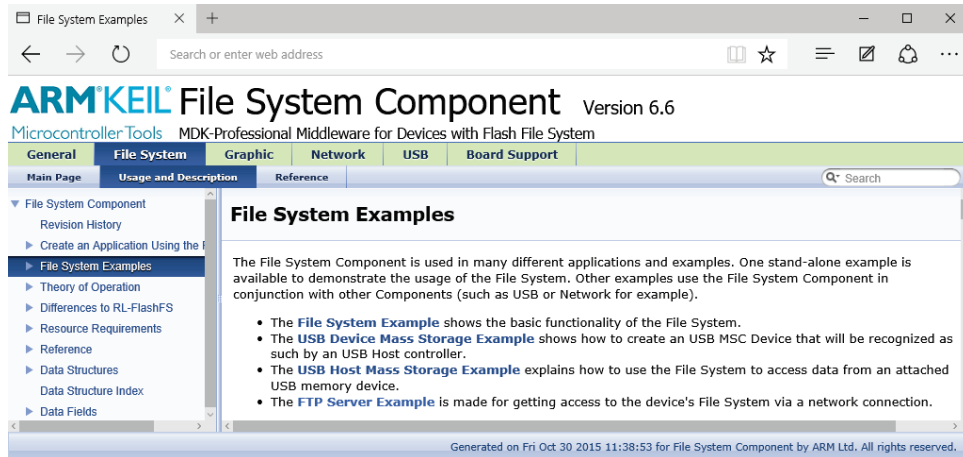 File System Examples
Search or enter web address
ARM®KEIL® File System Component Version 6.6
Microcontroller Tools MDK-Professional Middleware for Devices with Flash File System
General File System Graphic Network USB Board Support
Main Page Usage and Description Reference Search
File System Component
Revision History
Create an Application Using the F
File System Examples
Theory of Operation
Differences to RL-FlashFS
Resource Requirements
Reference
Data Structures
Data Structure Index
Data Fields
File System Examples
The File System Component is used in many different applications and examples. One stand-alone example is
available to demonstrate the usage of the File System. Other examples use the File System Component in
conjunction with other Components (such as USB or Network for example).
• The File System Example shows the basic functionality of the File System.
• The USB Device Mass Storage Example shows how to create an USB MSC Device that will be recognized as
such by an USB Host controller.
• The USB Host Mass Storage Example explains how to use the File System to access data from an attached
USB memory device.
• The FTP Server Example is made for getting access to the device's File System via a network connection.
Generated on Fri Oct 30 2015 11:38:53 for File System Component by ARM Ltd. All rights reserved.